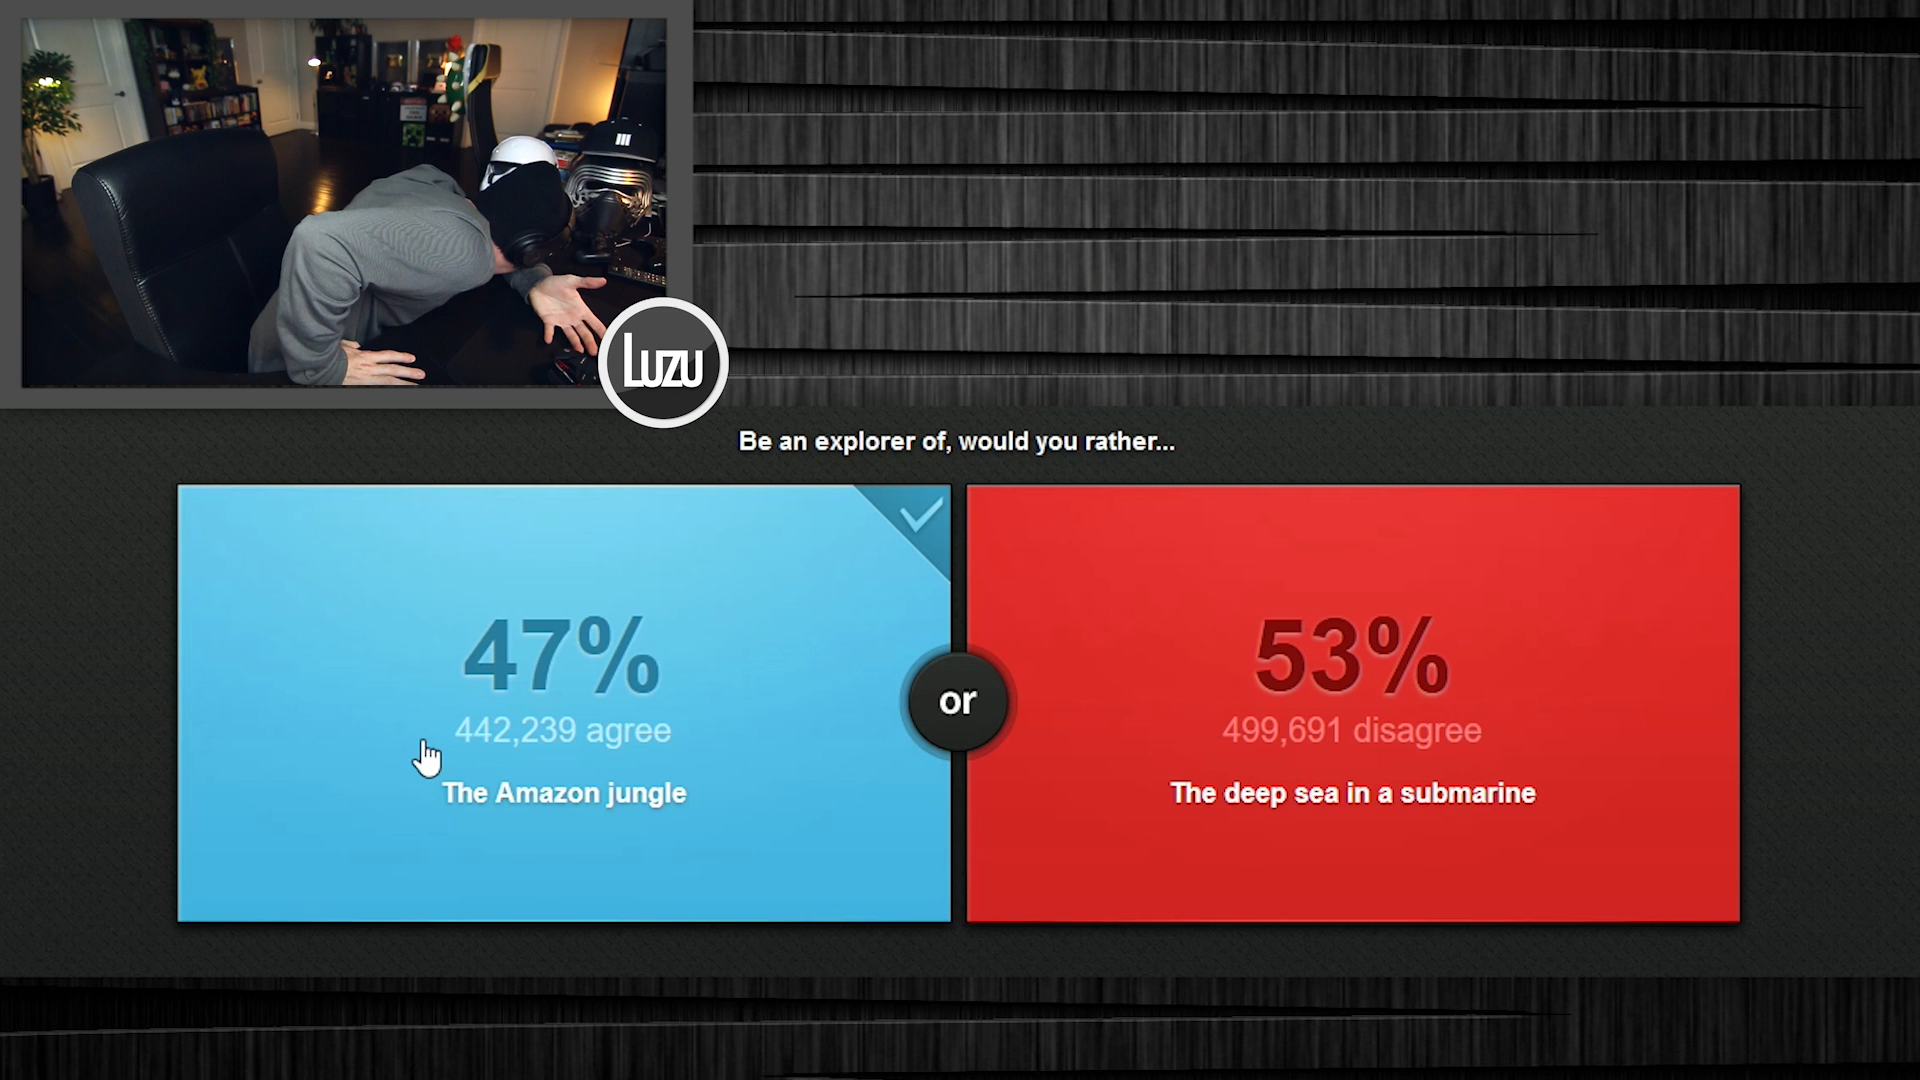 Luzu
Be an explorer of, would you rather...
47%
442,239 agree
The Amazon jungle
or
53%
499,691 disagree
The deep sea in a submarine